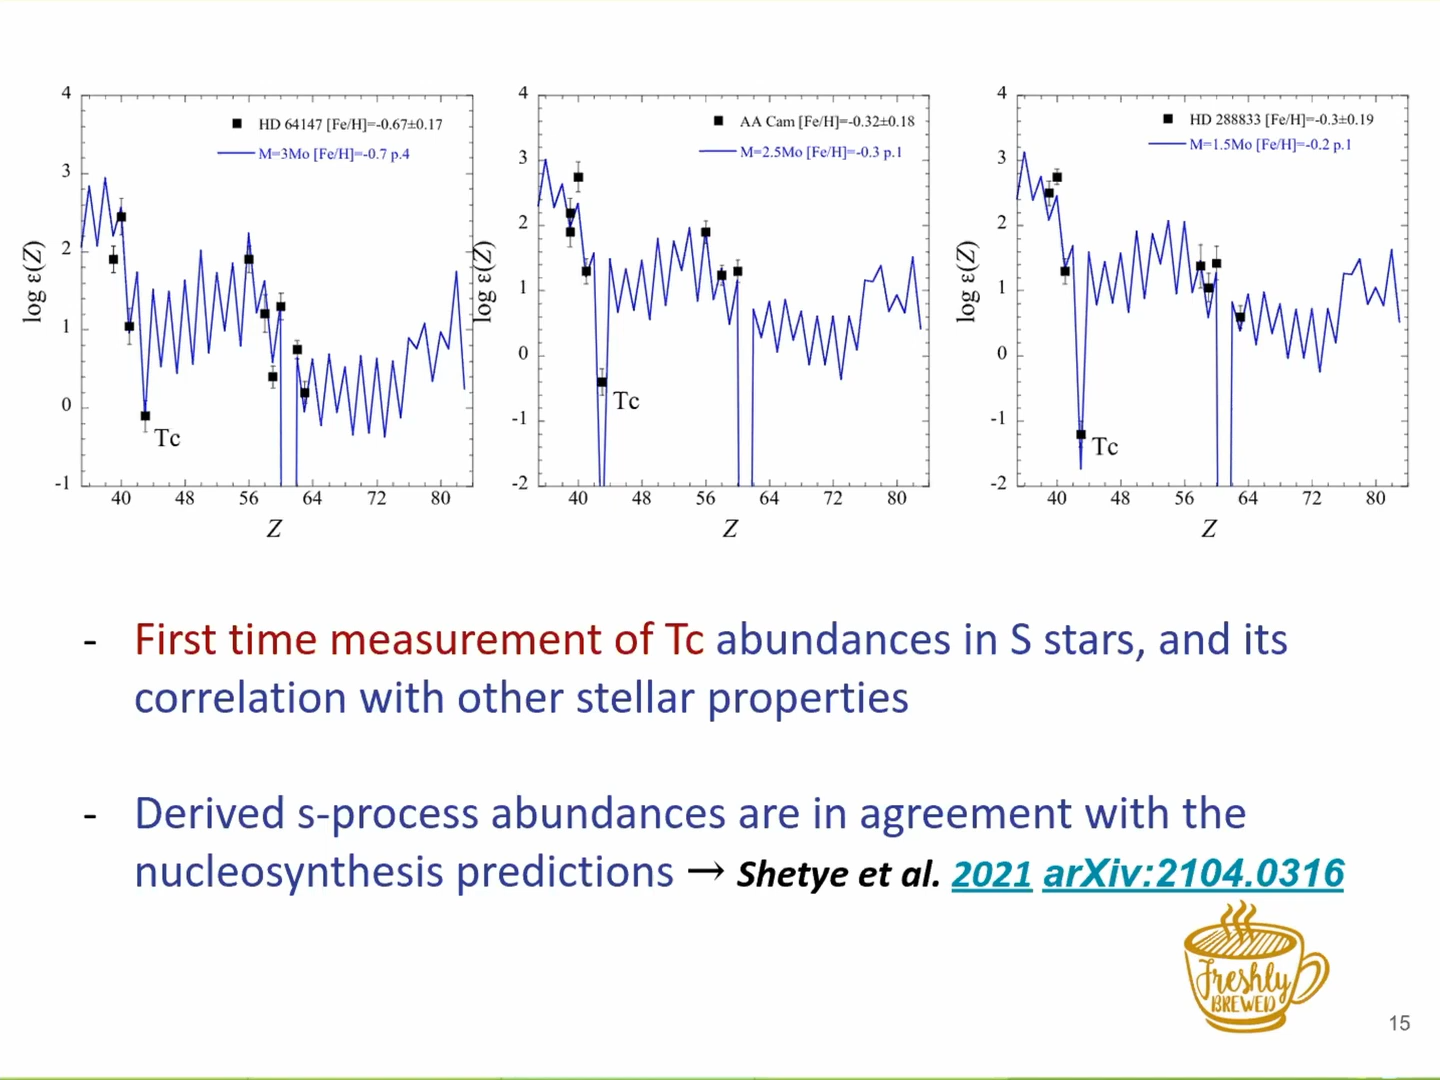 4
3
2
1
0
-1
log ε(Z)
HD 64147 [Fe/H]=-0.67±0.17
M=3Mo [Fe/H]=-0.7 p.4
Tc
40 48 56 64 72 80
Z
4
3
2
1
0
-1
-2
log ε(Z)
AA Cam [Fe/H]=-0.32±0.18
M=2.5Mo [Fe/H]=-0.3 p.1
Tc
40 48 56 64 72 80
Z
4
3
2
1
0
-1
-2
log ε(Z)
HD 288833 [Fe/H]=-0.3±0.19
M=1.5Mo [Fe/H]=-0.2 p.1
Tc
40 48 56 64 72 80
Z
- First time measurement of Tc abundances in S stars, and its
correlation with other stellar properties
- Derived s-process abundances are in agreement with the
nucleosynthesis predictions → Shetye et al. 2021 arXiv:2104.0316
Freshly
BREWED
15